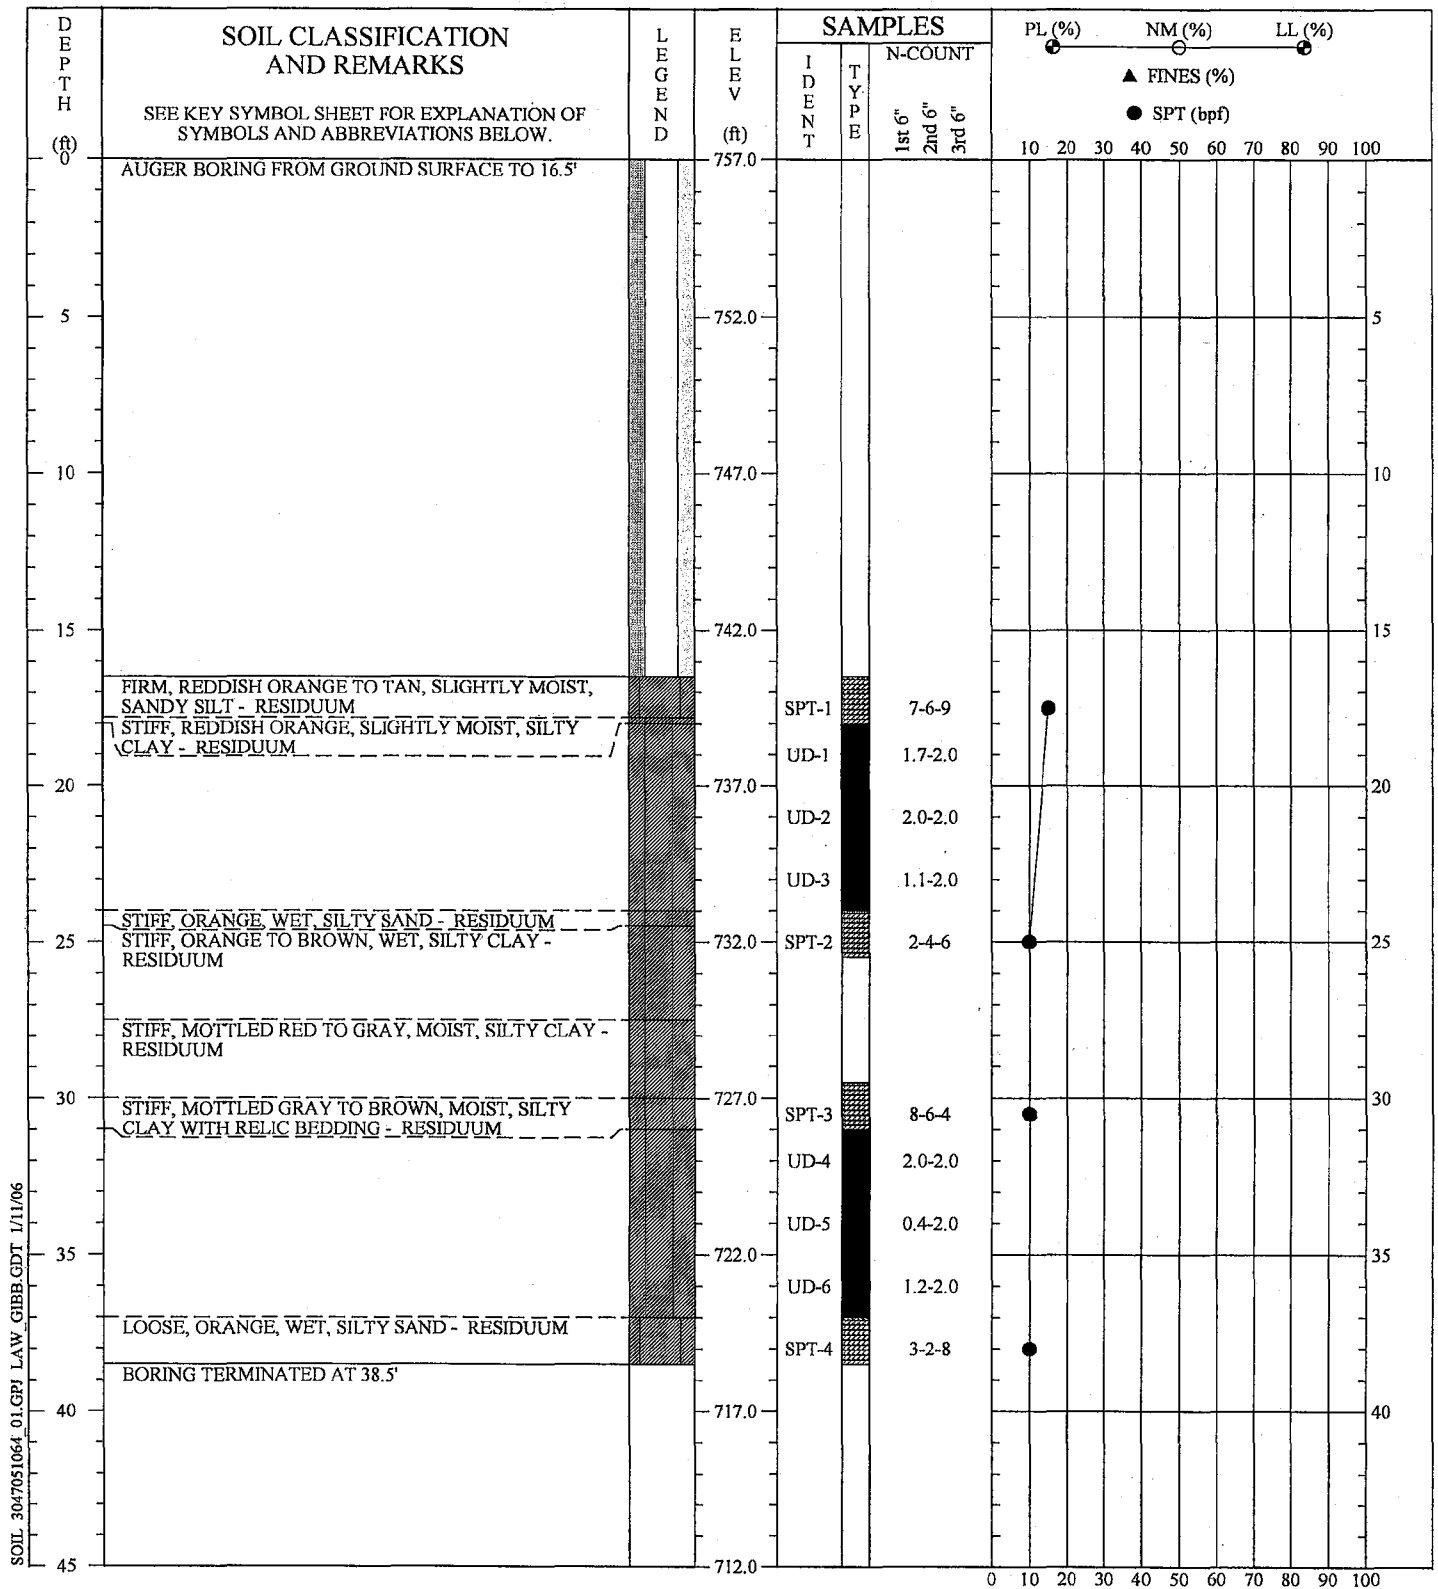 DEPTH (ft)
SOIL CLASSIFICATION
AND REMARKS
SEE KEY SYMBOL SHEET FOR EXPLANATION OF
SYMBOLS AND ABBREVIATIONS BELOW.
LEGEND
ELEV (ft)
SAMPLES
IDENT
TYPE
N-COUNT
1st 6"
2nd 6"
3rd 6"
PL (%) NM (%) LL (%)
FINES (%)
SPT (bpf)
10 20 30 40 50 60 70 80 90 100
0 757.0
AUGER BORING FROM GROUND SURFACE TO 16.5'
5 752.0 5
10 747.0 10
15 742.0 15
FIRM, REDDISH ORANGE TO TAN, SLIGHTLY MOIST,
SANDY SILT - RESIDUUM
SPT-1 7-6-9
STIFF, REDDISH ORANGE, SLIGHTLY MOIST, SILTY
CLAY - RESIDUUM
UD-1 1.7-2.0
20 737.0 20
UD-2 2.0-2.0
UD-3 1.1-2.0
STIFF, ORANGE, WET, SILTY SAND - RESIDUUM
25 732.0 SPT-2 2-4-6 25
STIFF, ORANGE TO BROWN, WET, SILTY CLAY -
RESIDUUM
STIFF, MOTTLED RED TO GRAY, MOIST, SILTY CLAY -
RESIDUUM
30 727.0 30
STIFF, MOTTLED GRAY TO BROWN, MOIST, SILTY
CLAY WITH RELIC BEDDING - RESIDUUM
SPT-3 8-6-4
UD-4 2.0-2.0
UD-5 0.4-2.0
35 722.0 35
UD-6 1.2-2.0
LOOSE, ORANGE, WET, SILTY SAND - RESIDUUM
SPT-4 3-2-8
BORING TERMINATED AT 38.5'
40 717.0 40
45 712.0
0 10 20 30 40 50 60 70 80 90 100
SOIL 3047051064_01.GPJ LAW_GIBB.GDT 1/11/06